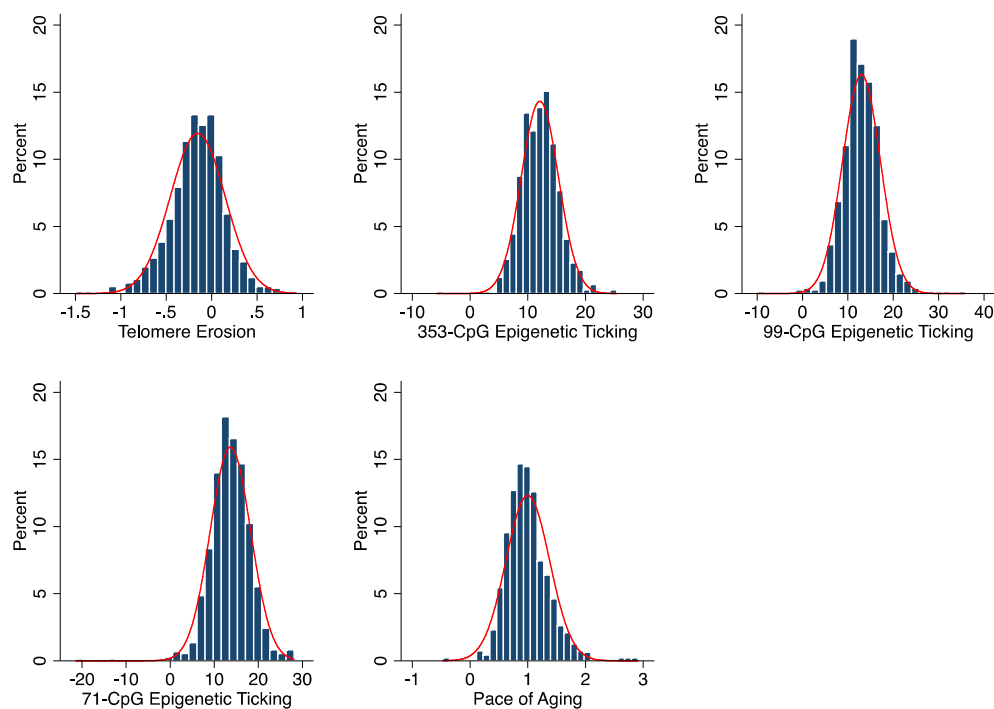 20
15
10
5
0
Percent
-1.5 -1 -.5 0 .5 1
Telomere Erosion
20
15
10
5
0
Percent
-10 0 10 20 30
353-CpG Epigenetic Ticking
20
15
10
5
0
Percent
-10 0 10 20 30 40
99-CpG Epigenetic Ticking
20
15
10
5
0
Percent
-20 -10 0 10 20 30
71-CpG Epigenetic Ticking
20
15
10
5
0
Percent
-1 0 1 2 3
Pace of Aging